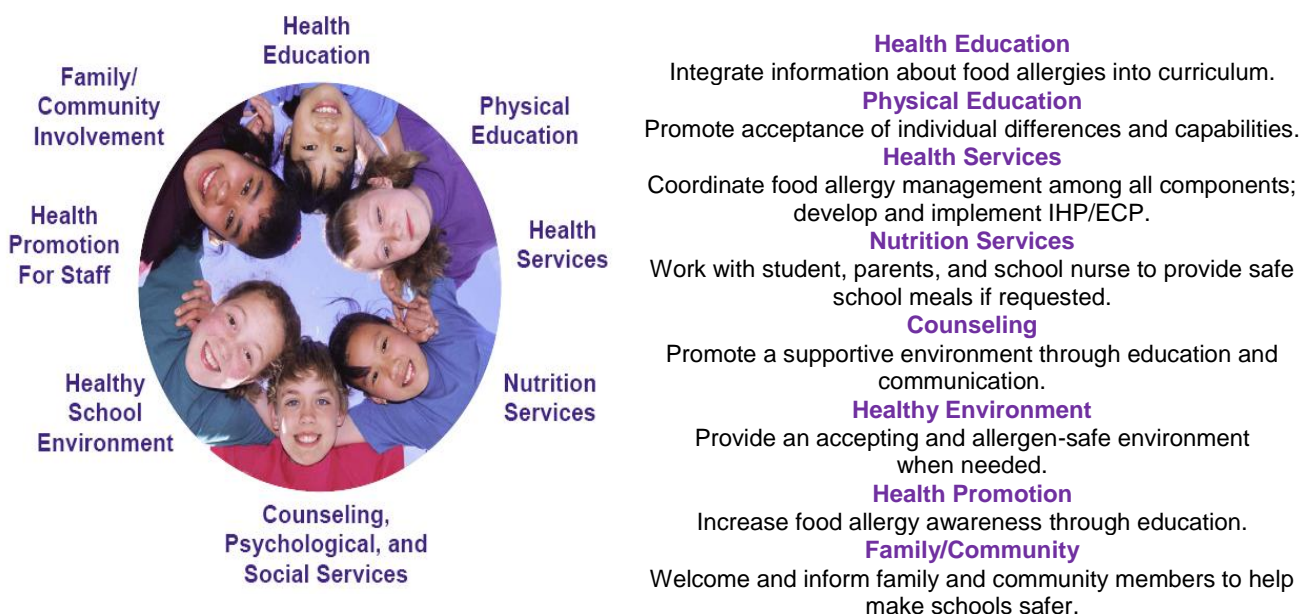 Health
Education
Family/
Community
Involvement
Physical
Education
Health
Promotion
For Staff
Health
Services
Healthy
School
Environment
Nutrition
Services
Counseling,
Psychological, and
Social Services
Health Education
Integrate information about food allergies into curriculum.
Physical Education
Promote acceptance of individual differences and capabilities.
Health Services
Coordinate food allergy management among all components;
develop and implement IHP/ECP.
Nutrition Services
Work with student, parents, and school nurse to provide safe
school meals if requested.
Counseling
Promote a supportive environment through education and
communication.
Healthy Environment
Provide an accepting and allergen-safe environment
when needed.
Health Promotion
Increase food allergy awareness through education.
Family/Community
Welcome and inform family and community members to help
make schools safer.